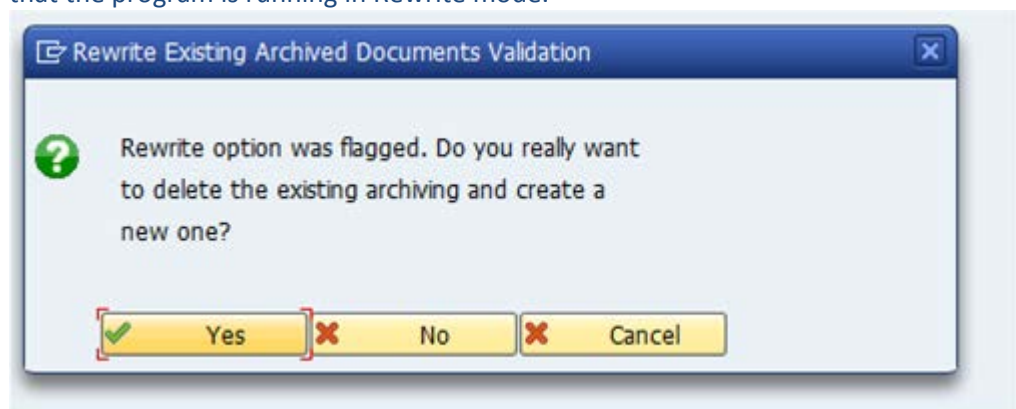 that the program is running in Rewrite mode.
Rewrite Existing Archived Documents Validation
Rewrite option was flagged. Do you really want
to delete the existing archiving and create a
new one?
Yes No Cancel